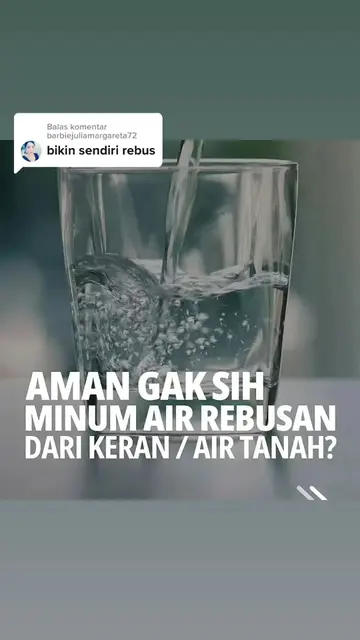 Balas komentar
barbiejuliamargareta72
bikin sendiri rebus
AMAN GAK SIH
MINUM AIR REBUSAN
DARI KERAN / AIR TANAH?